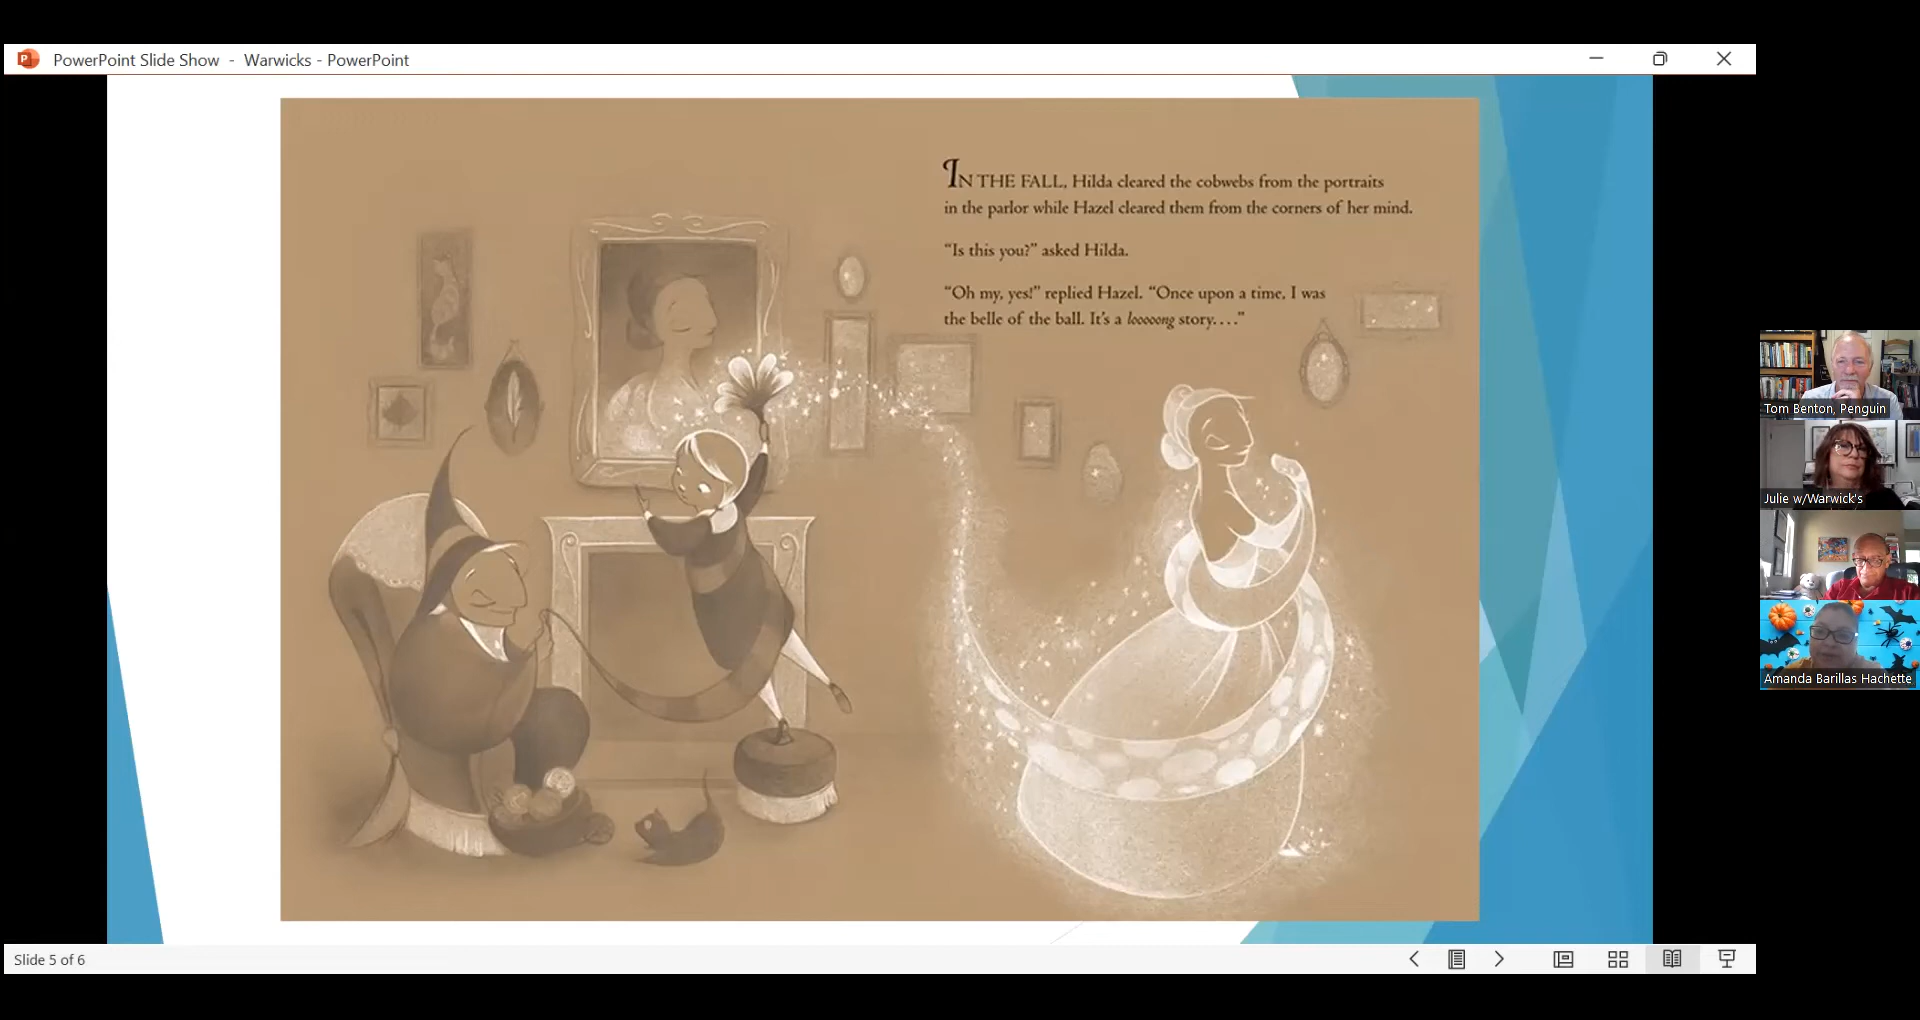 PowerPoint Slide Show - Warwicks - PowerPoint
IN THE FALL, Hilda cleared the cobwebs from the portraits
in the parlor while Hazel cleared them from the corners of her mind.
“Is this you?” asked Hilda.
“Oh my, yes!” replied Hazel. “Once upon a time, I was
the belle of the ball. It’s a looooong story. . . .”
Tom Benton, Penguin
Julie w/Warwick's
Amanda Barillas Hachette
Slide 5 of 6